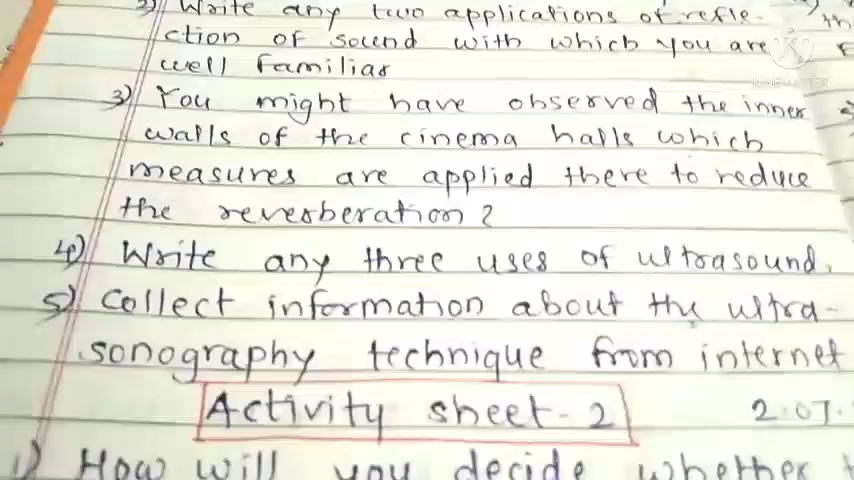 2) Write any two applications of refle-
ction of sound with which you are
well familiar
3) You might have observed the inner
walls of the cinema halls which
measures are applied there to reduce
the reverberation?
4) Write any three uses of ultrasound.
5) Collect information about the ultra-
sonography technique from internet
Activity sheet-2
2.07.
1) How will you decide whether